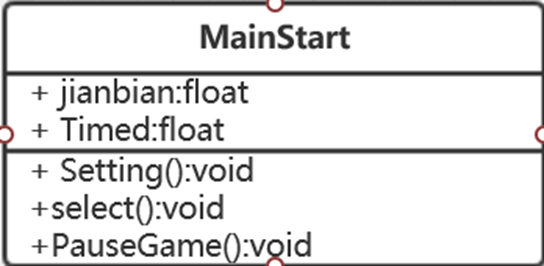 MainStart
+ jianbian:float
+ Timed:float
+ Setting():void
+select():void
+PauseGame():void